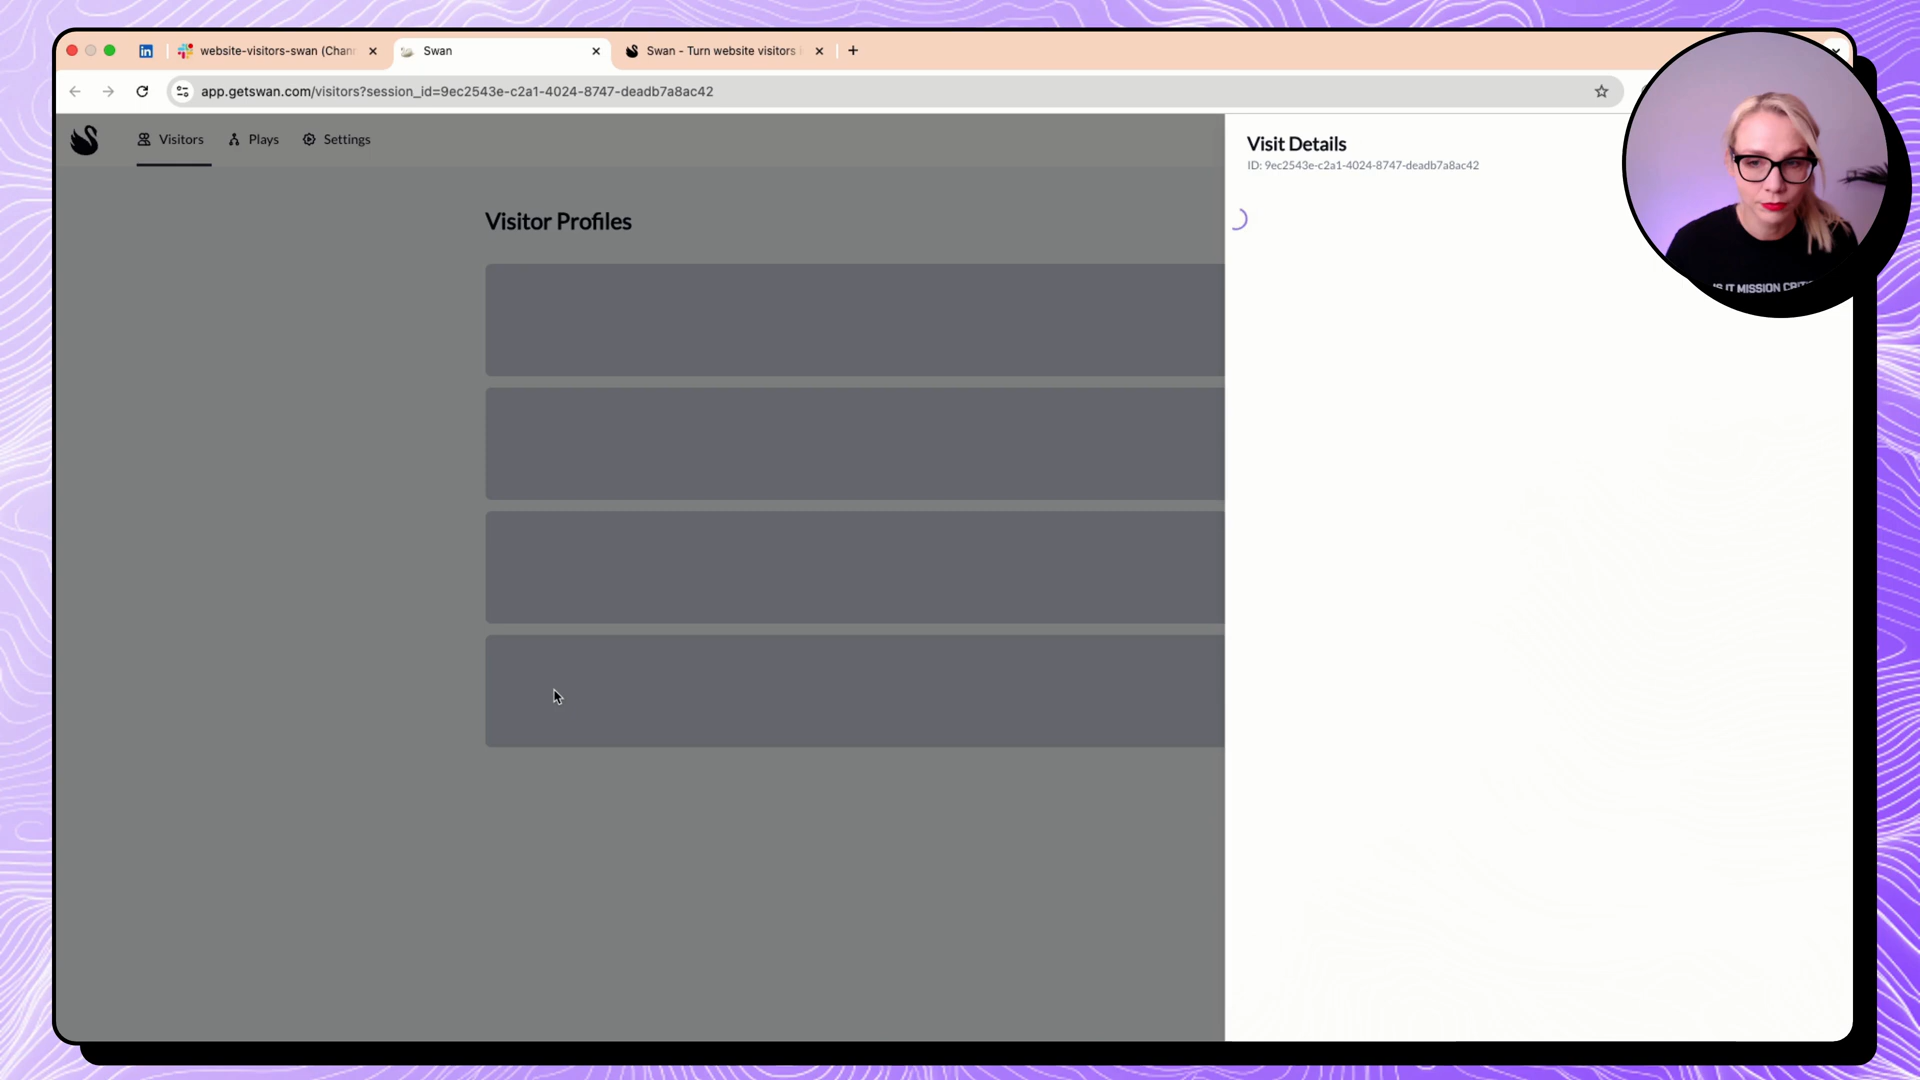 website-visitors-swan (Chan
Swan
Swan - Turn website visitors
app.getswan.com/visitors?session_id=9ec2543e-c2a1-4024-8747-deadb7a8ac42
Visitors
Plays
Settings
Visit Details
ID: 9ec2543e-c2a1-4024-8747-deadb7a8ac42
Visitor Profiles
IT MISSION